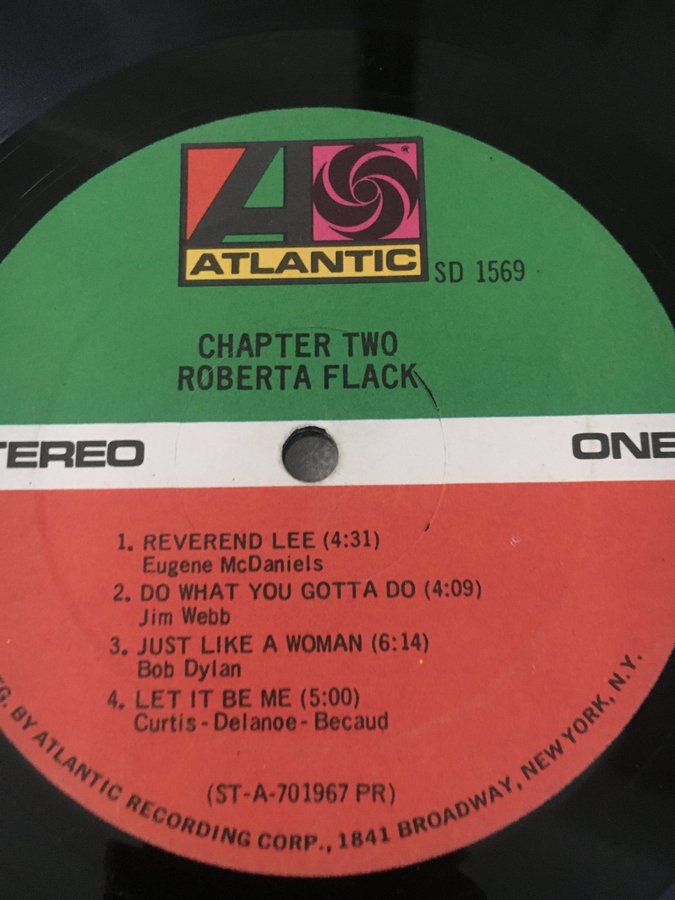 ATLANTIC
SD 1569
CHAPTER TWO
ROBERTA FLACK
TEREO
ONE
1. REVEREND LEE (4:31)
Eugene McDaniels
2. DO WHAT YOU GOTTA DO (4:09)
Jim Webb
3. JUST LIKE A WOMAN (6:14)
Bob Dylan
4. LET IT BE ME (5:00)
Curtis - Delanoe - Becaud
(ST-A-701967 PR)
G. BY ATLANTIC RECORDING CORP., 1841 BROADWAY, NEW YORK, N.Y.